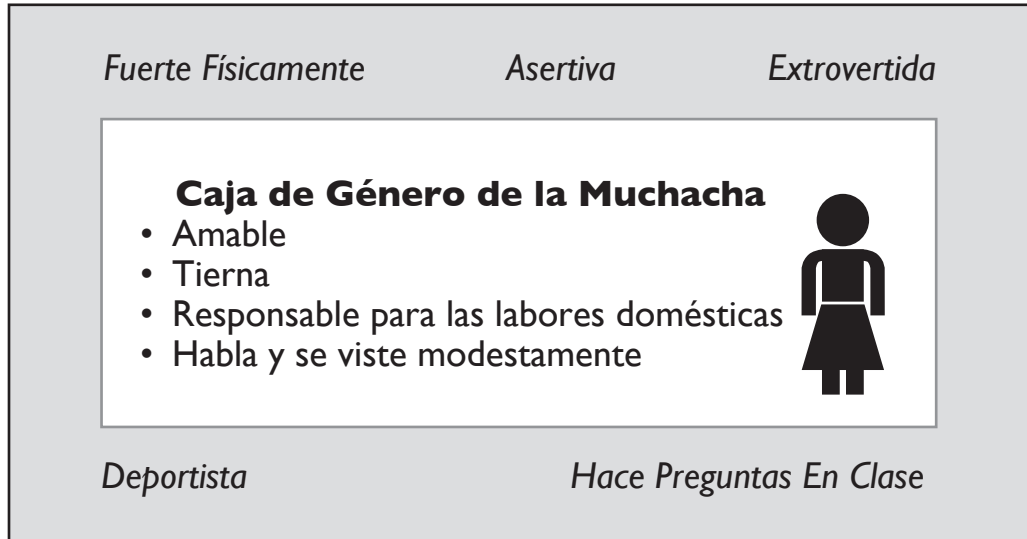 Fuerte Físicamente Asertiva Extrovertida
Caja de Género de la Muchacha
• Amable
• Tierna
• Responsable para las labores domésticas
• Habla y se viste modestamente
Deportista Hace Preguntas En Clase